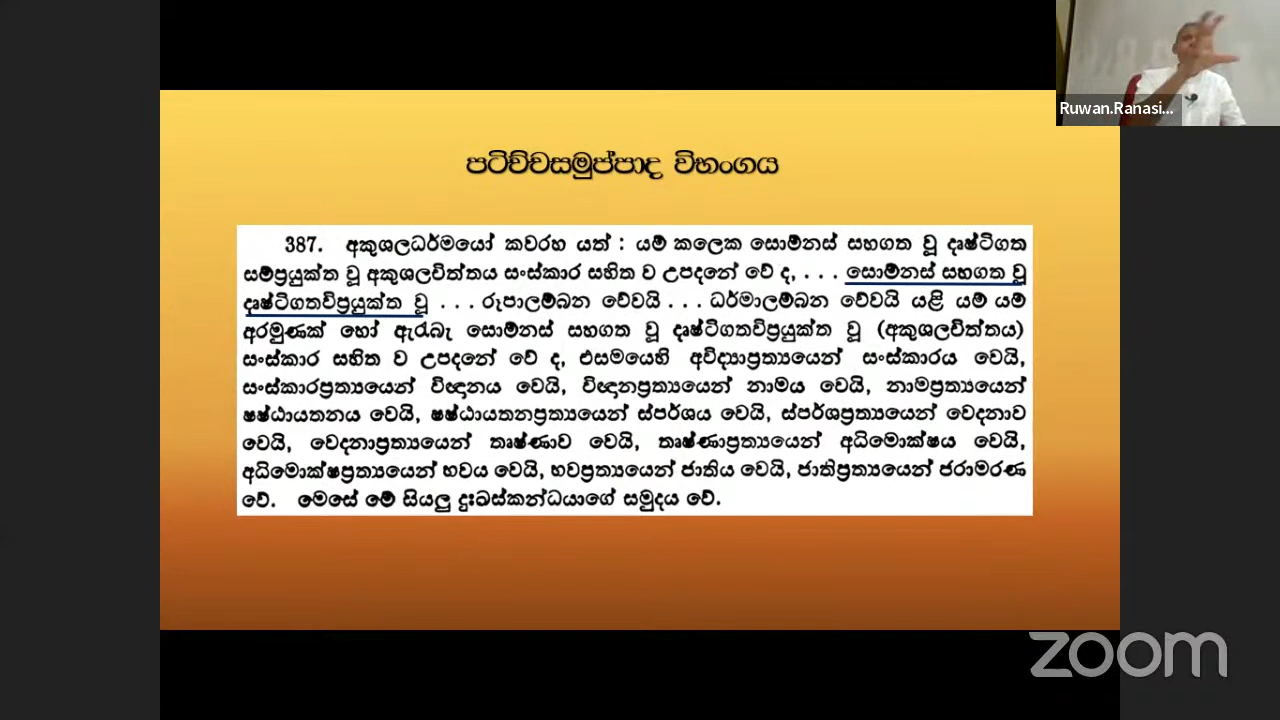 Ruwan.Ranasi...
පටිච්චසමුප්පාද විභංගය
387. අකුශලධර්මයෝ කවරහ යත් : යම් කලෙක සොම්නස් සහගත වූ දෘෂ්ටිගත
සම්ප්‍රයුක්ත වූ අකුශලචිත්තය සංස්කාර සහිත ව උපදනේ වේ ද, . . . සොම්නස් සහගත වූ
දෘෂ්ටිගතවිප්‍රයුක්ත වූ . . . රූපාලම්බන වේවයි . . . ධර්මාලම්බන වේවයි යළි යම් යම්
අරමුණක් හෝ ඇරැබැ සොම්නස් සහගත වූ දෘෂ්ටිගතවිප්‍රයුක්ත වූ (අකුශලචිත්තය)
සංස්කාර සහිත ව උපදනේ වේ ද, එසමයෙහි අවිද්‍යාප්‍රත්‍යයෙන් සංස්කාරය වෙයි,
සංස්කාරප්‍රත්‍යයෙන් විඥානය වෙයි, විඥානප්‍රත්‍යයෙන් නාමය වෙයි, නාමප්‍රත්‍යයෙන්
ෂෂ්ඨායතනය වෙයි, ෂෂ්ඨායතනප්‍රත්‍යයෙන් ස්පර්ශය වෙයි, ස්පර්ශප්‍රත්‍යයෙන් වෙදනාව
වෙයි, වෙදනාප්‍රත්‍යයෙන් තෘෂ්ණාව වෙයි, තෘෂ්ණාප්‍රත්‍යයෙන් අධිමොක්ෂය වෙයි,
අධිමොක්ෂප්‍රත්‍යයෙන් භවය වෙයි, භවප්‍රත්‍යයෙන් ජාතිය වෙයි, ජාතිප්‍රත්‍යයෙන් ජරාමරණ
වේ. මෙසේ මේ සියලු දුඃඛස්කන්ධයාගේ සමුදය වේ.
zoom